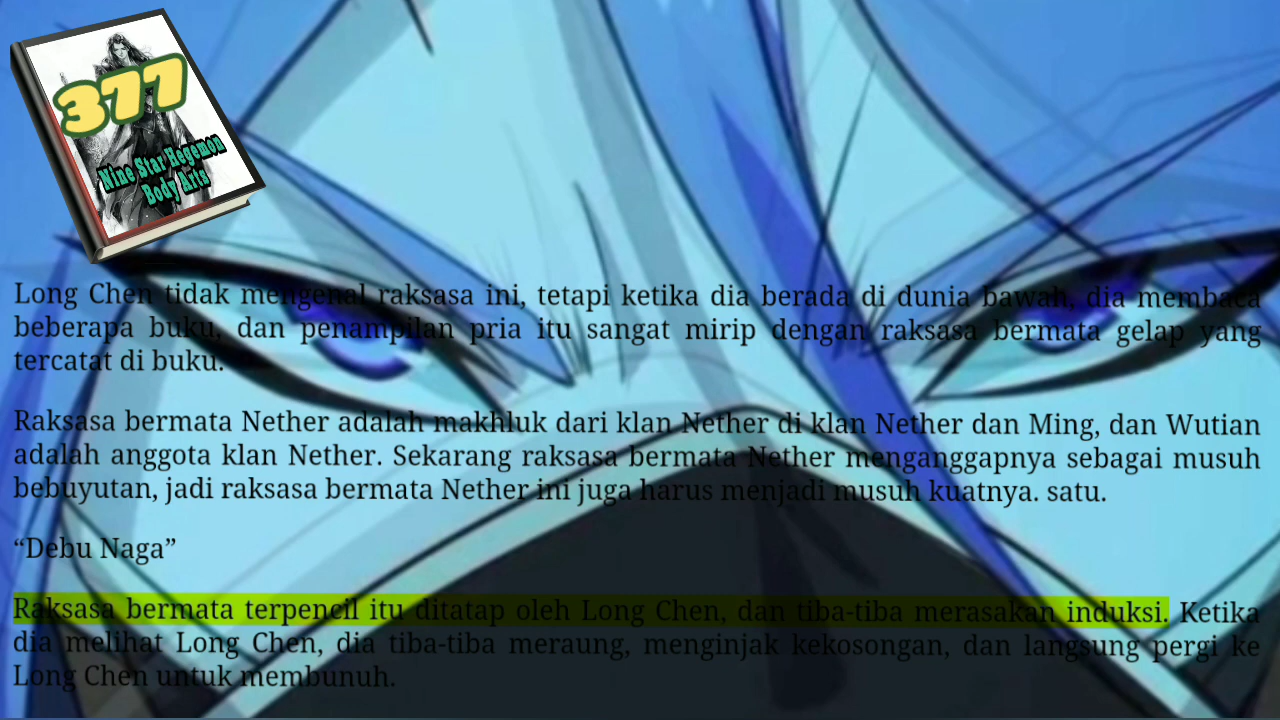 377
Nine Star Hegemon
Body Arts
Long Chen tidak mengenal raksasa ini, tetapi ketika dia berada di dunia bawah, dia membaca
beberapa buku, dan penampilan pria itu sangat mirip dengan raksasa bermata gelap yang
tercatat di buku.
Raksasa bermata Nether adalah makhluk dari klan Nether di klan Nether dan Ming, dan Wutian
adalah anggota klan Nether. Sekarang raksasa bermata Nether menganggapnya sebagai musuh
bebuyutan, jadi raksasa bermata Nether ini juga harus menjadi musuh kuatnya. satu.
“Debu Naga”
Raksasa bermata terpencil itu ditatap oleh Long Chen, dan tiba-tiba merasakan induksi. Ketika
dia melihat Long Chen, dia tiba-tiba meraung, menginjak kekosongan, dan langsung pergi ke
Long Chen untuk membunuh.